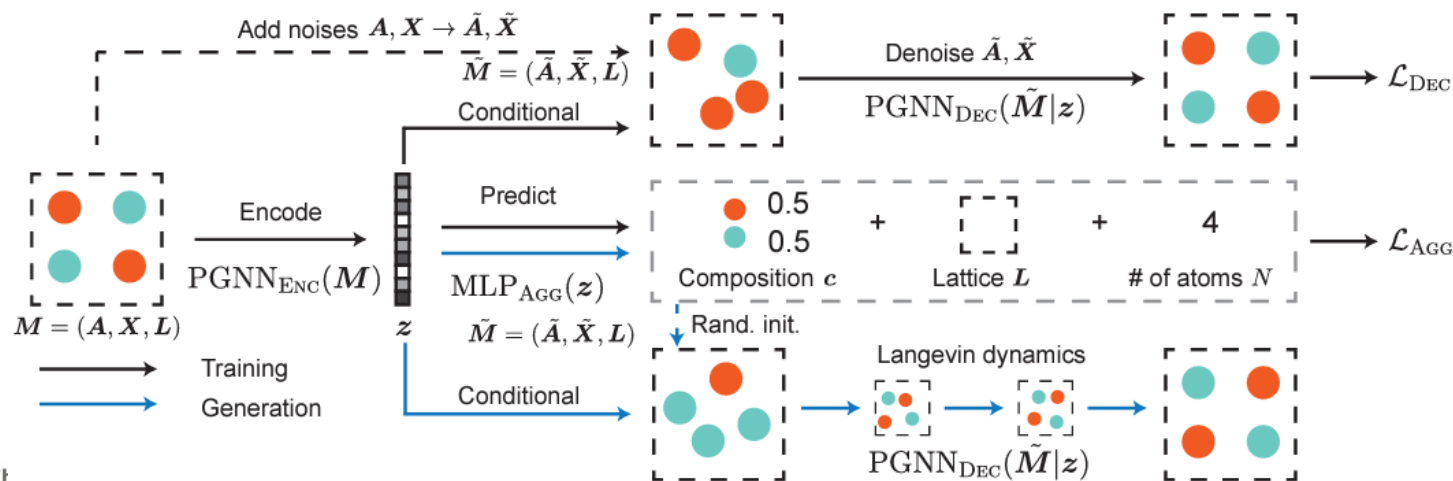 Add noises A, X → Ã, X̃
M̃ = (Ã, X̃, L)
Denoise Ã, X̃
PGNN_DEC(M̃|z)
ℒ_DEC
Conditional
Encode
PGNN_ENC(M)
M = (A, X, L)
z
Predict
MLP_AGG(z)
0.5
0.5
+
+
4
Composition c
Lattice L
# of atoms N
ℒ_AGG
M̃ = (Ã, X̃, L)
Rand. init.
Training
Generation
Conditional
Langevin dynamics
PGNN_DEC(M̃|z)